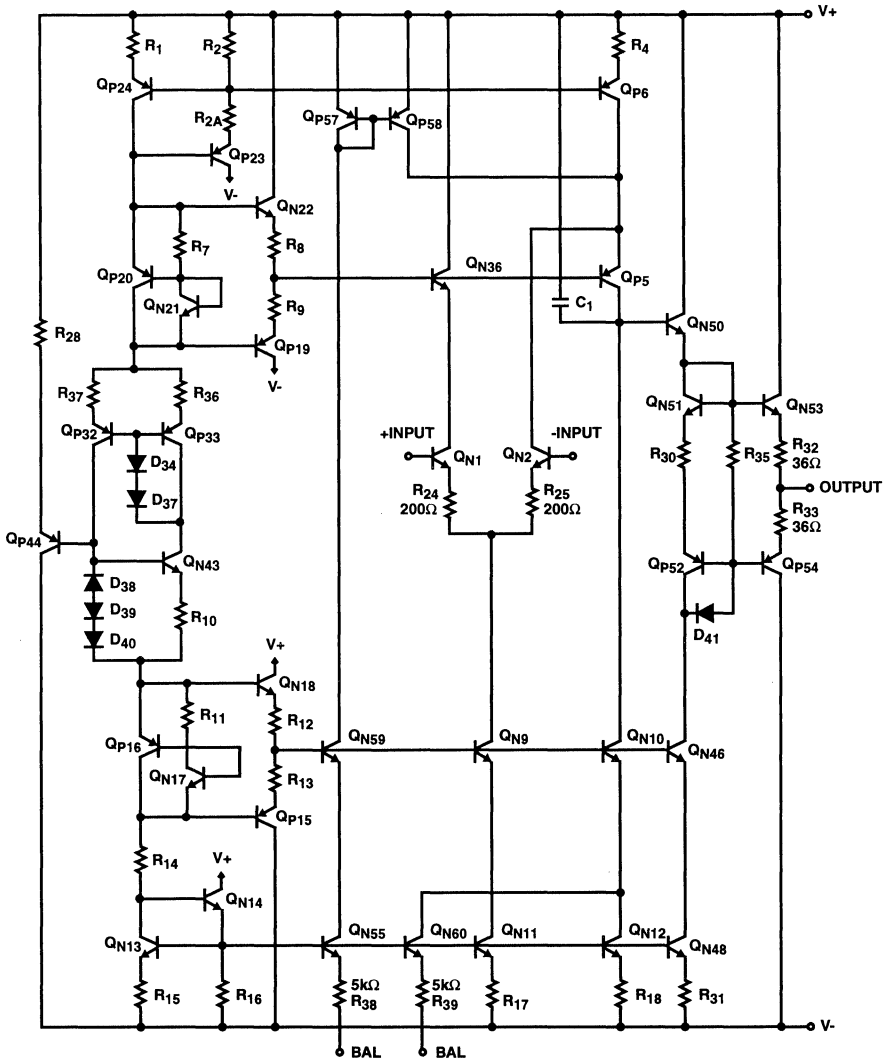 V+
R1
R2
R4
QP24
QP6
R2A
QP57
QP58
QP23
V-
QN22
R7
R8
QP20
QN36
QP5
QN21
R9
C1
R28
QP19
V-
QN50
R37
R36
QN51
QN53
QP32
QP33
+INPUT
QN1
QN2
-INPUT
D34
R30
R35
R32
36Ω
D37
R24
200Ω
R25
200Ω
OUTPUT
R33
36Ω
QP44
QN43
QP52
QP54
D38
D39
D40
R10
D41
V+
QN18
R11
R12
QP16
QN59
QN9
QN10
QN46
QN17
R13
QP15
R14
V+
QN14
QN13
QN55
QN60
QN11
QN12
QN48
R15
R16
5kΩ
R38
5kΩ
R39
R17
R18
R31
V-
BAL
BAL